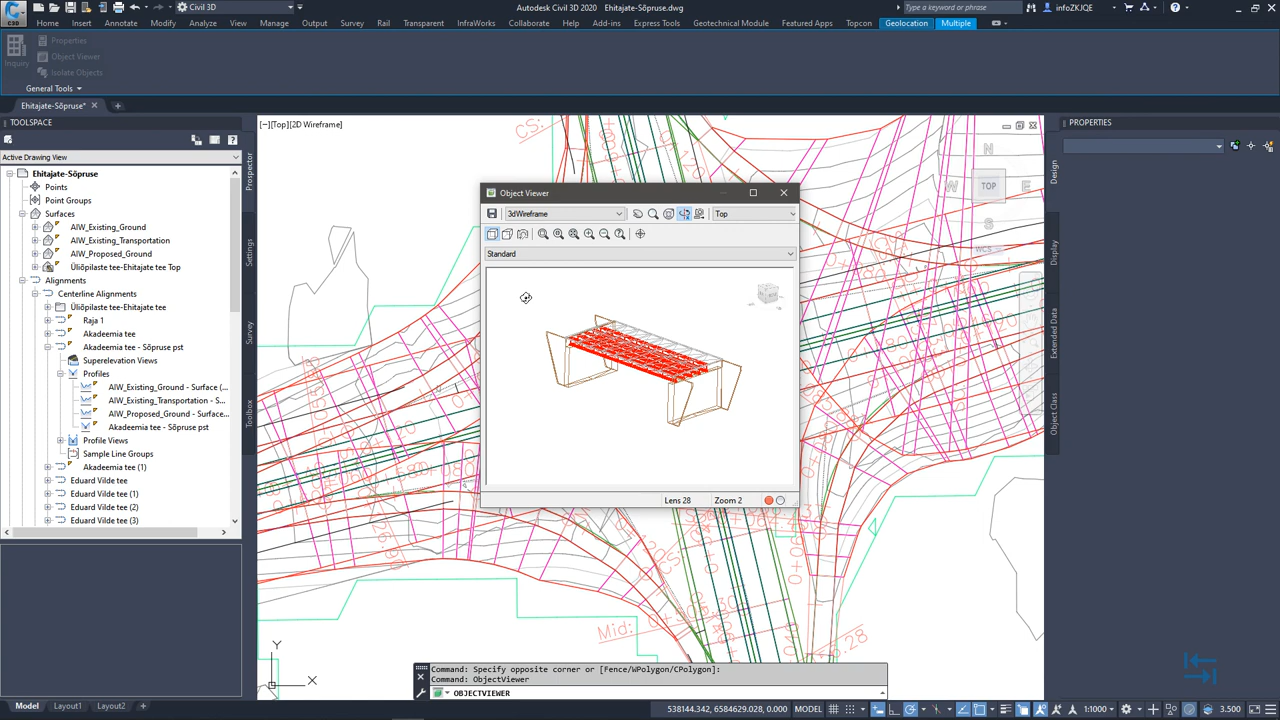 C3D
Civil 3D
Autodesk Civil 3D 2020
Ehitajate-Sõpruse.dwg
Type a keyword or phrase
infoZKJQE
Home
Insert
Annotate
Modify
Analyze
View
Manage
Output
Survey
Rail
Transparent
InfraWorks
Collaborate
Help
Add-ins
Express Tools
Geotechnical Module
Featured Apps
Topcon
Geolocation
Multiple
Inquiry
Properties
Object Viewer
Isolate Objects
General Tools
Ehitajate-Sõpruse*
TOOLSPACE
Active Drawing View
Ehitajate-Sõpruse
Points
Point Groups
Surfaces
AIW_Existing_Ground
AIW_Existing_Transportation
AIW_Proposed_Ground
Üliõpilaste tee-Ehitajate tee Top
Alignments
Centerline Alignments
Üliõpilaste tee-Ehitajate tee
Raja 1
Akadeemia tee
Akadeemia tee - Sõpruse pst
Superelevation Views
Profiles
AIW_Existing_Ground - Surface (...
AIW_Existing_Transportation - S...
AIW_Proposed_Ground - Surface...
Akadeemia tee - Sõpruse pst
Profile Views
Sample Line Groups
Akadeemia tee (1)
Eduard Vilde tee
Eduard Vilde tee (1)
Eduard Vilde tee (2)
Eduard Vilde tee (3)
Prospector
Settings
Survey
Toolbox
[−][Top][2D Wireframe]
CS:
N
W
TOP
E
S
WCS
Object Viewer
3dWireframe
Top
Standard
Lens 28
Zoom 2
Mid:
Y
X
PROPERTIES
Design
Display
Extended Data
Object Class
Command: Specify opposite corner or [Fence/WPolygon/CPolygon]:
Command: ObjectViewer
OBJECTVIEWER
Model
Layout1
Layout2
538144.342, 6584629.028, 0.000
MODEL
1:1000
3.500